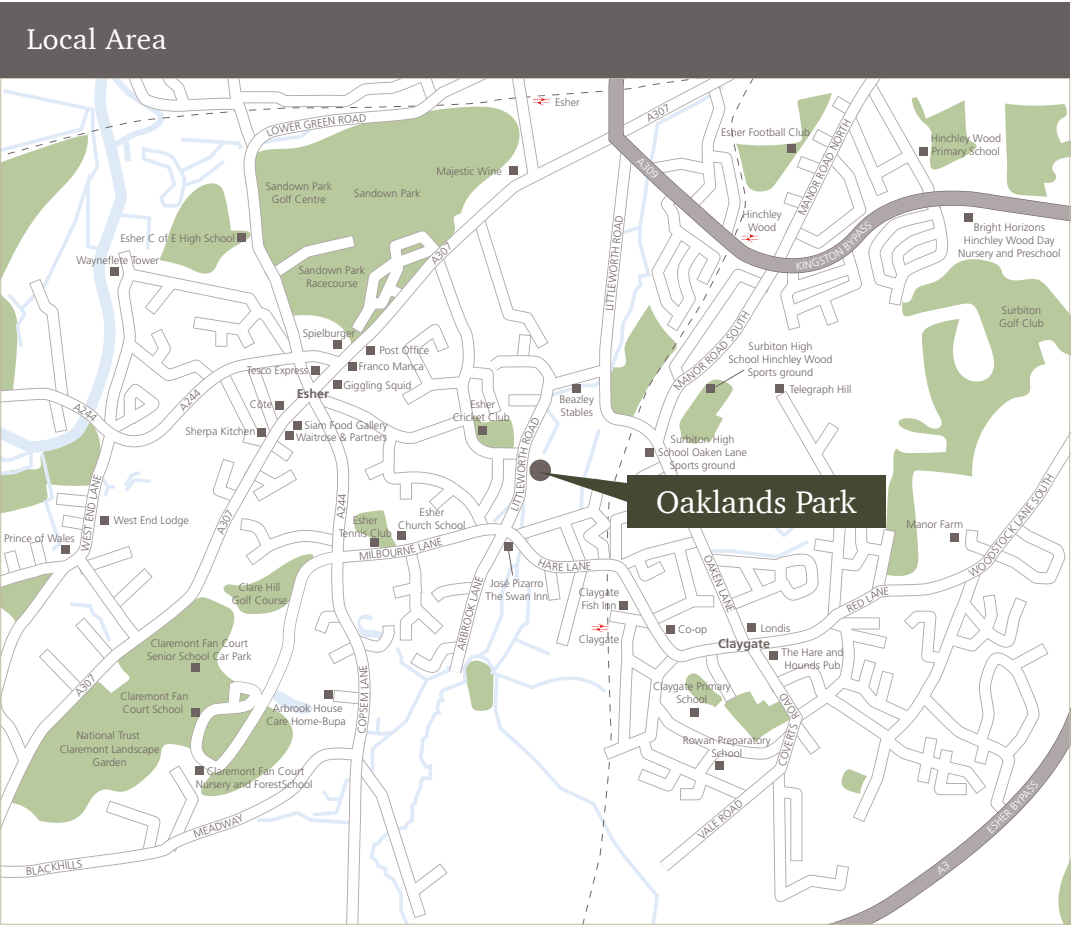 Local Area
Esher
A307
LOWER GREEN ROAD
Esher Football Club
MANOR ROAD NORTH
Hinchley Wood
Primary School
Majestic Wine
A309
Sandown Park
Golf Centre
Sandown Park
Hinchley
Wood
Esher C of E High School
Bright Horizons
Hinchley Wood Day
Nursery and Preschool
KINGSTON BYPASS
A307
Wayneflete Tower
LITTLEWORTH ROAD
Sandown Park
Racecourse
Surbiton
Golf Club
Spielburger
Post Office
MANOR ROAD SOUTH
Surbiton High
School Hinchley Wood
Sports ground
Tesco Express
Franco Manca
Giggling Squid
Telegraph Hill
Esher
A244
A244
Côte
Esher
Cricket Club
Beazley
Stables
Siam Food Gallery
Waitrose & Partners
Sherpa Kitchen
Surbiton High
School Oaken Lane
Sports ground
LITTLEWORTH ROAD
Oaklands Park
WEST END LANE
A244
A307
West End Lodge
Esher
Tennis Club
Esher
Church School
Manor Farm
WOODSTOCK LANE SOUTH
Prince of Wales
MILBOURNE LANE
HARE LANE
OAKEN LANE
José Pizarro
The Swan Inn
Clare Hill
Golf Course
Claygate
Fish Inn
RED LANE
ARBROOK LANE
Claygate
Co-op
Londis
Claygate
The Hare and
Hounds Pub
Claremont Fan Court
Senior School Car Park
A307
Claremont Fan
Court School
COPSEM LANE
Claygate Primary
School
Arbrook House
Care Home-Bupa
COVERTS ROAD
National Trust
Claremont Landscape
Garden
Rowan Preparatory
School
Claremont Fan Court
Nursery and ForestSchool
VALE ROAD
MEADWAY
ESHER BYPASS
BLACKHILLS
A3